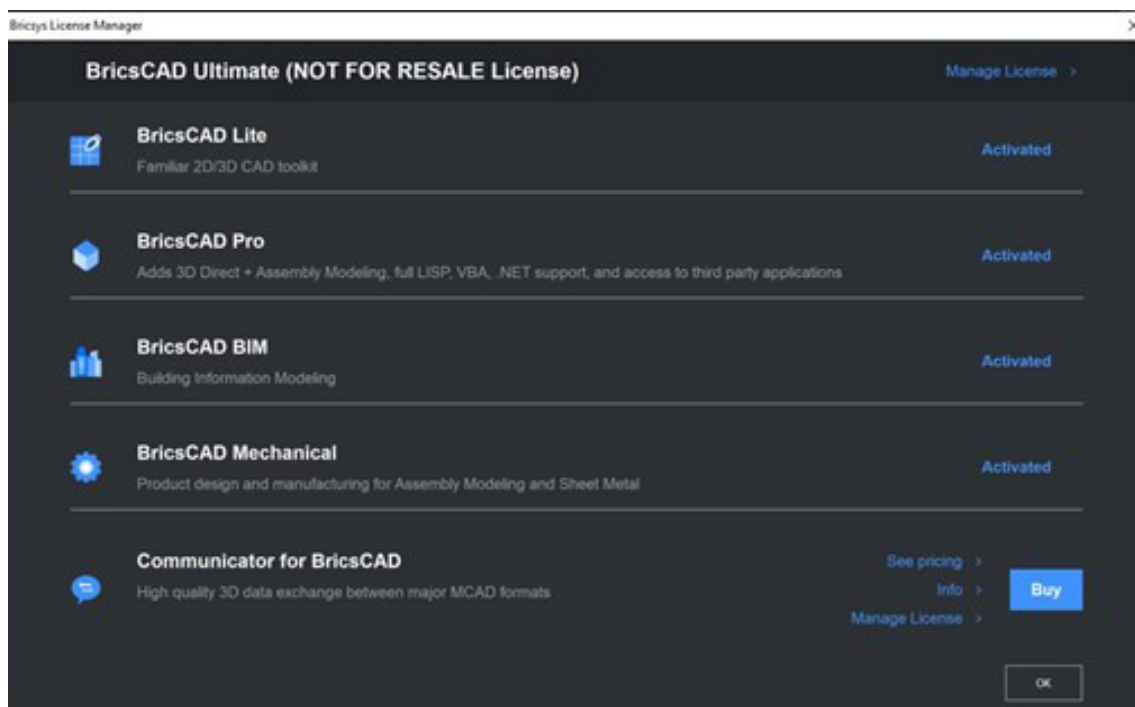 Bricsys License Manager
BricsCAD Ultimate (NOT FOR RESALE License)
Manage License >
BricsCAD Lite
Familiar 2D/3D CAD toolkit
Activated
BricsCAD Pro
Adds 3D Direct + Assembly Modeling, full LISP, VBA, .NET support, and access to third party applications
Activated
BricsCAD BIM
Building Information Modeling
Activated
BricsCAD Mechanical
Product design and manufacturing for Assembly Modeling and Sheet Metal
Activated
Communicator for BricsCAD
High quality 3D data exchange between major MCAD formats
See pricing >
Info >
Manage License >
Buy
OK